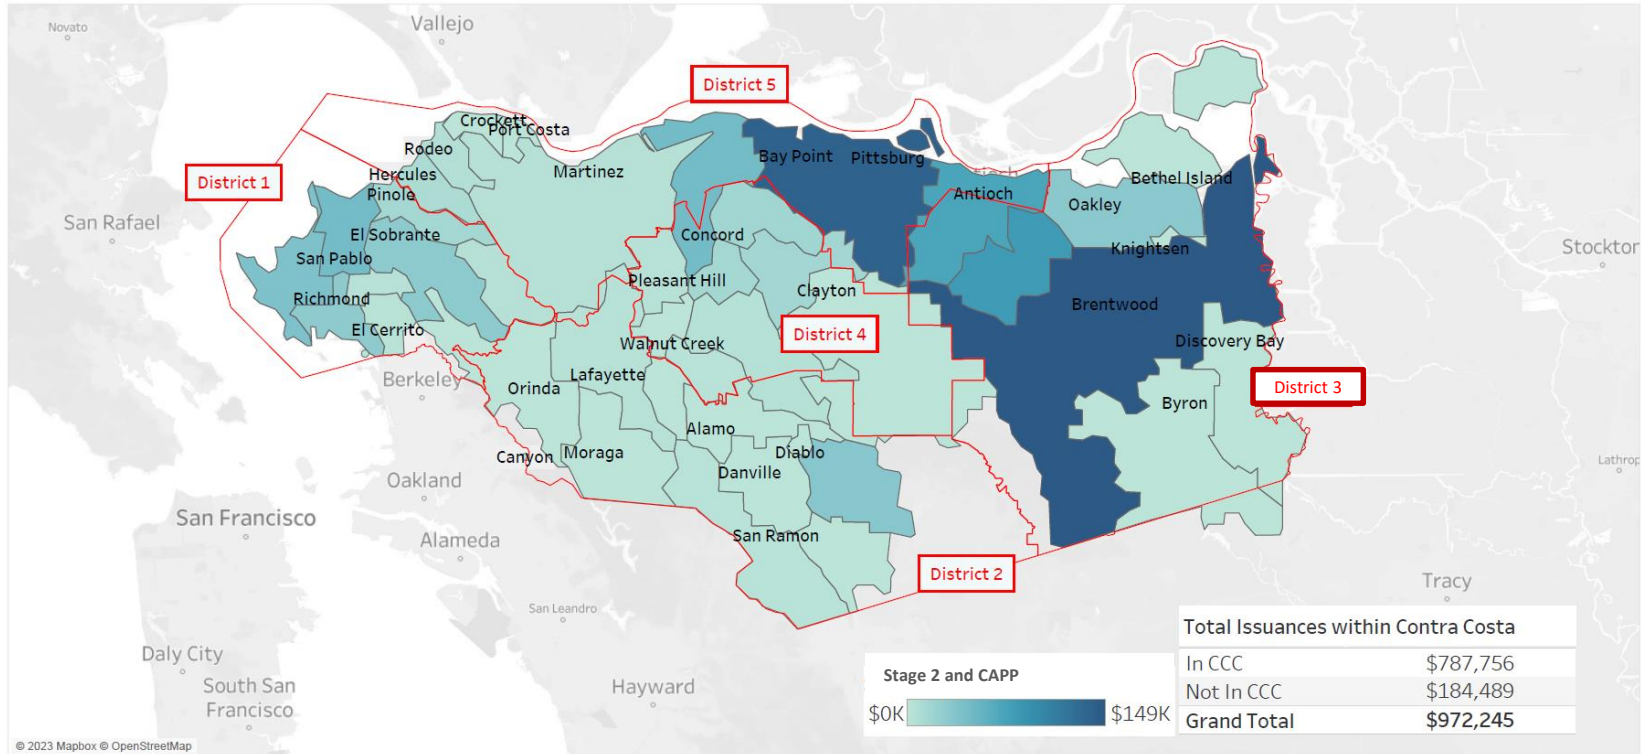 Novato
Vallejo
District 5
Crockett
Port Costa
Rodeo
Martinez
Bay Point
Pittsburg
Hercules
District 1
Pinole
Antioch
Bethel Island
Oakley
San Rafael
El Sobrante
Concord
Knightsen
Stockton
San Pablo
Pleasant Hill
Clayton
Richmond
Brentwood
El Cerrito
District 4
Walnut Creek
Discovery Bay
Berkeley
Lafayette
Orinda
District 3
Byron
Alamo
Canyon
Moraga
Diablo
Danville
Lathrop
Oakland
San Francisco
San Ramon
Alameda
District 2
Tracy
San Leandro
Total Issuances within Contra Costa
In CCC $787,756
Not In CCC $184,489
Grand Total $972,245
Daly City
Stage 2 and CAPP
$0K $149K
South San
Francisco
Hayward
© 2023 Mapbox © OpenStreetMap